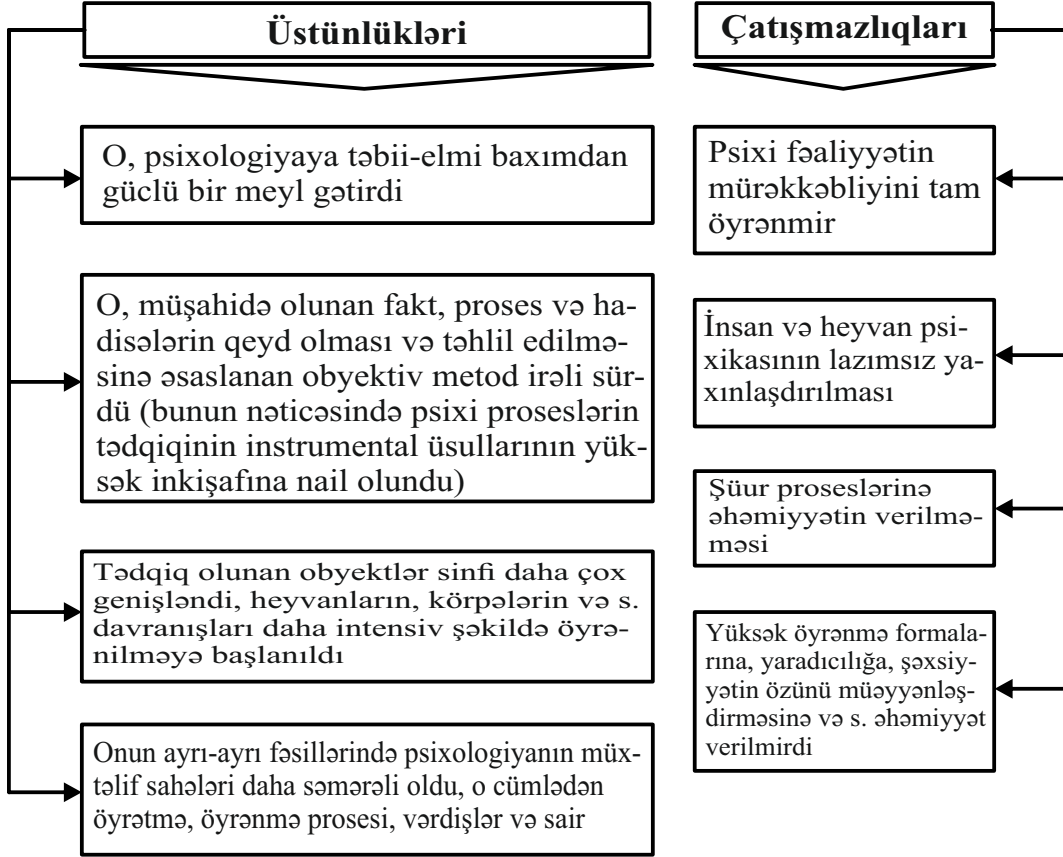 Üstünlükləri
O, psixologiyaya təbii-elmi baxımdan
güclü bir meyl gətirdi
O, müşahidə olunan fakt, proses və ha-
disələrin qeyd olması və təhlil edilmə-
sinə əsaslanan obyektiv metod irəli sür-
dü (bunun nəticəsində psixi proseslərin
tədqiqinin instrumental üsullarının yük-
sək inkişafına nail olundu)
Tədqiq olunan obyektlər sinfi daha çox
genişləndi, heyvanların, körpələrin və s.
davranışları daha intensiv şəkildə öyrə-
nilməyə başlanıldı
Onun ayrı-ayrı fəsillərində psixologiyanın müx-
təlif sahələri daha səmərəli oldu, o cümlədən
öyrətmə, öyrənmə prosesi, vərdişlər və sair
Çatışmazlıqları
Psixi fəaliyyətin
mürəkkəbliyini tam
öyrənmir
İnsan və heyvan psi-
xikasının lazımsız ya-
xınlaşdırılması
Şüur proseslərinə
əhəmiyyətin verilmə-
məsi
Yüksək öyrənmə formala-
rına, yaradıcılığa, şəxsiy-
yətin özünü müəyyənləş-
dirməsinə və s. əhəmiyyət
verilmirdi